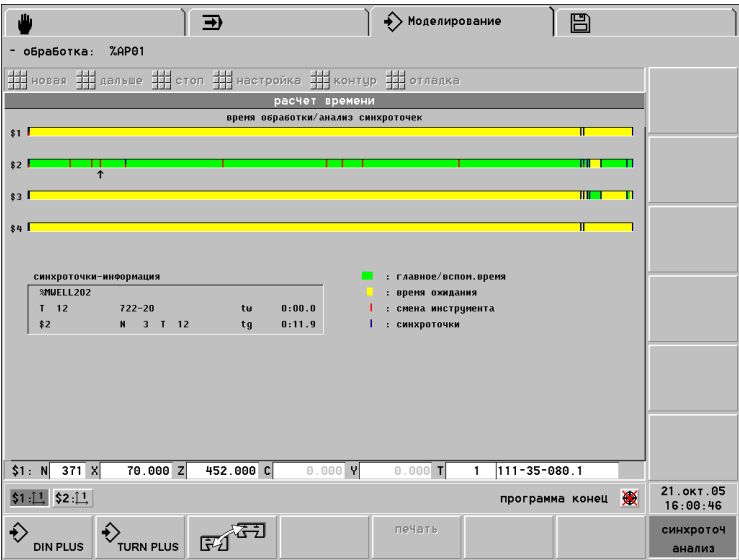 Моделирование
- обработка: %AP01
новая дальше стоп настройка контур отладка
расчет времени
время обработки/анализ синхроточек
$1
$2
$3
$4
синхроточки-информация
%MWELL202
T 12 722-20 tw 0:00.0
$2 N 3 T 12 tg 0:11.9
: главное/вспом.время
: время ожидания
: смена инструмента
: синхроточки
$1: N 371 X 70.000 Z 452.000 C 0.000 Y 0.000 T 1 111-35-080.1
$1: 1 $2: 1 программа конец
21.окт.05
16:00:46
DIN PLUS TURN PLUS печать
синхроточ
анализ